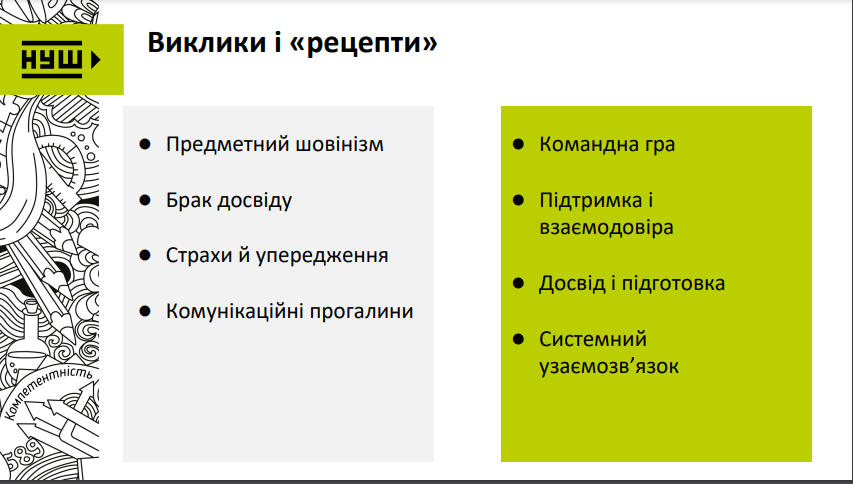 НУШ
Виклики і «рецепти»
● Предметний шовінізм
● Брак досвіду
● Страхи й упередження
● Комунікаційні прогалини
● Командна гра
● Підтримка і
взаємодовіра
● Досвід і підготовка
● Системний
узаємозв’язок
Компетентність